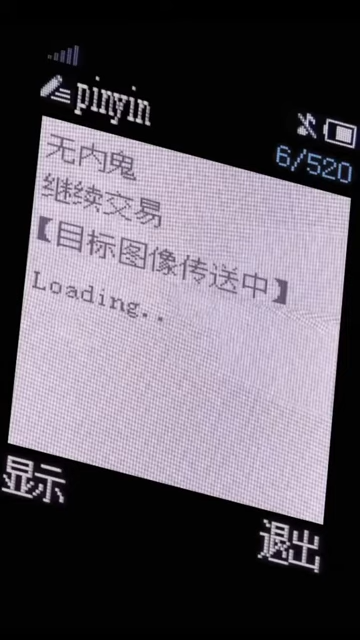 pinyin
6/520
无内鬼
继续交易
【目标图像传送中】
Loading..
显示
退出